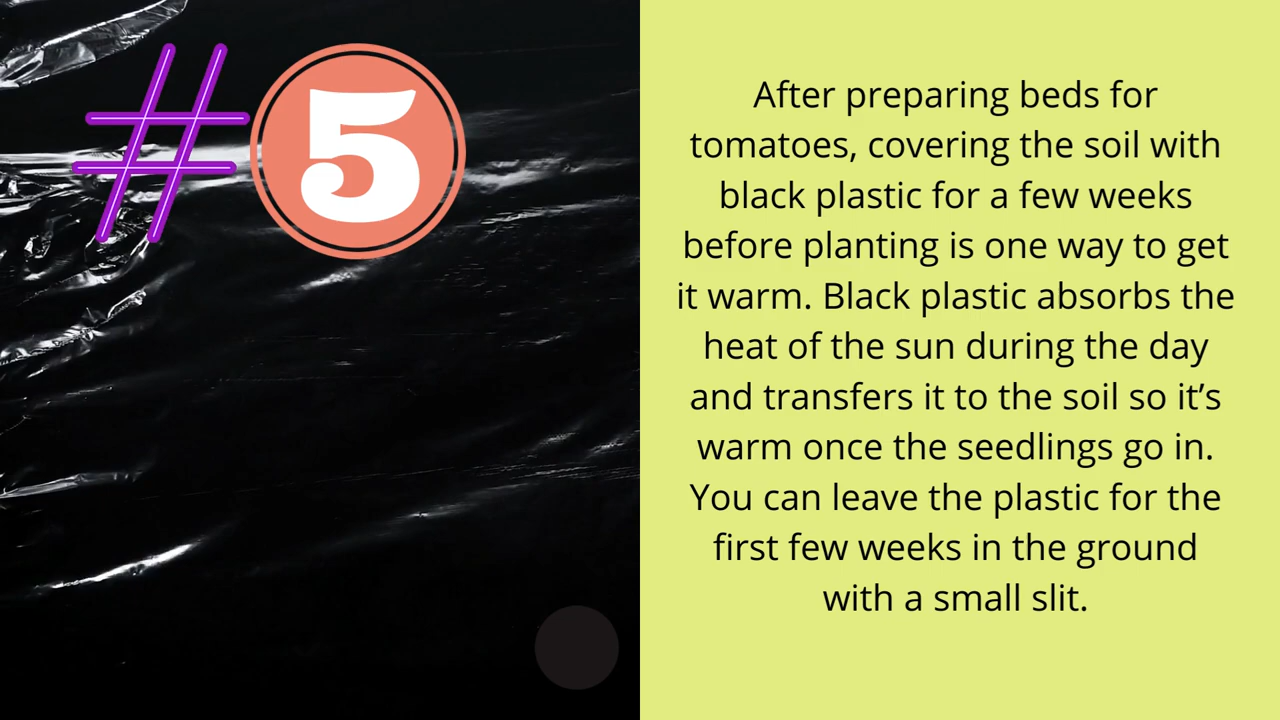 #5
After preparing beds for
tomatoes, covering the soil with
black plastic for a few weeks
before planting is one way to get
it warm. Black plastic absorbs the
heat of the sun during the day
and transfers it to the soil so it’s
warm once the seedlings go in.
You can leave the plastic for the
first few weeks in the ground
with a small slit.